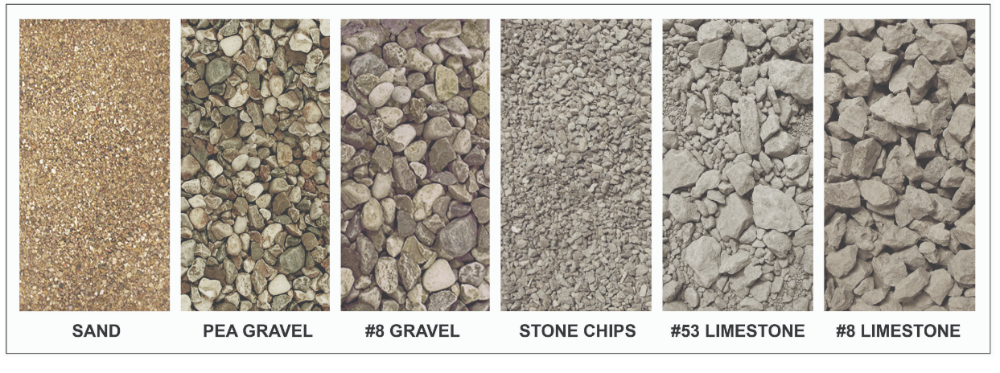 SAND
PEA GRAVEL
#8 GRAVEL
STONE CHIPS
#53 LIMESTONE
#8 LIMESTONE